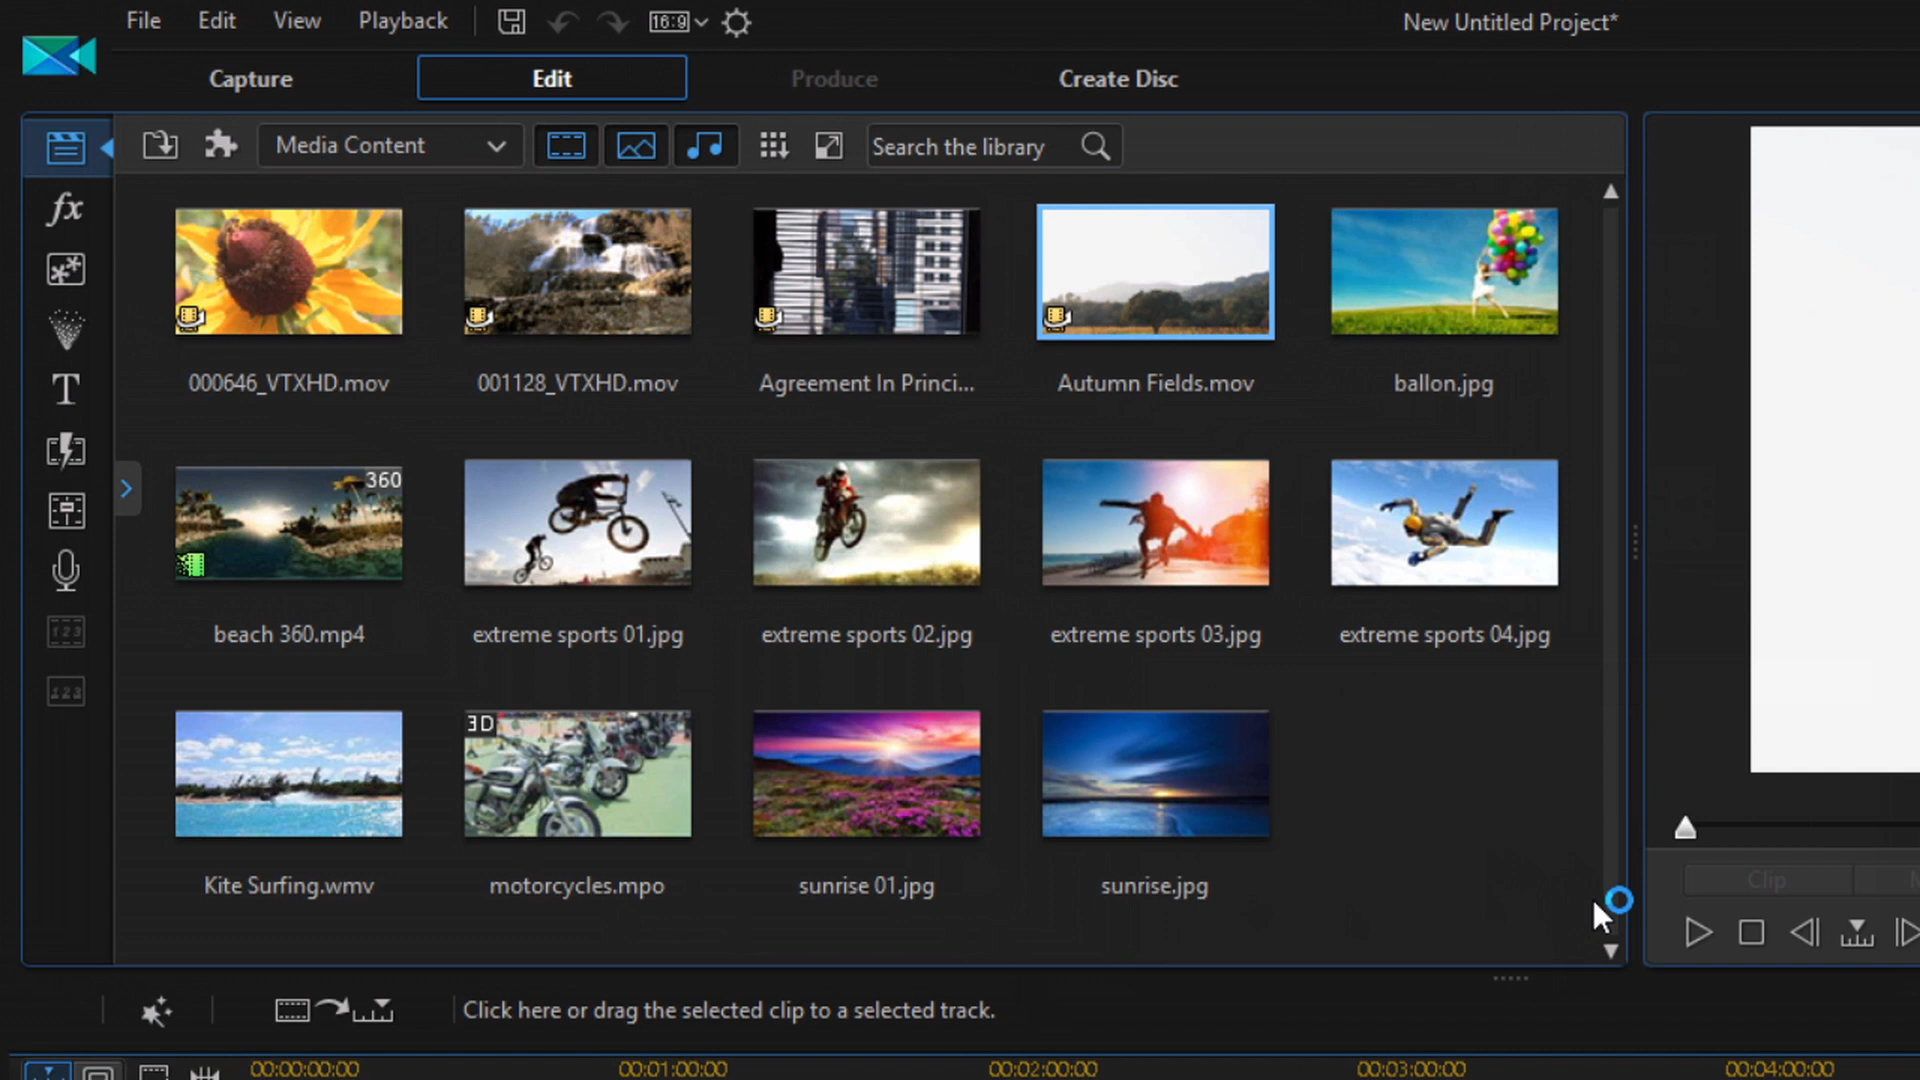 File Edit View Playback 16:9 New Untitled Project*
Capture Edit Produce Create Disc
Media Content Search the library
fx
T
000646_VTXHD.mov 001128_VTXHD.mov Agreement In Princi... Autumn Fields.mov ballon.jpg
360
beach 360.mp4 extreme sports 01.jpg extreme sports 02.jpg extreme sports 03.jpg extreme sports 04.jpg
123
123
3D
Kite Surfing.wmv motorcycles.mpo sunrise 01.jpg sunrise.jpg
Clip
Click here or drag the selected clip to a selected track.
00:00:00:00 00:01:00:00 00:02:00:00 00:03:00:00 00:04:00:00